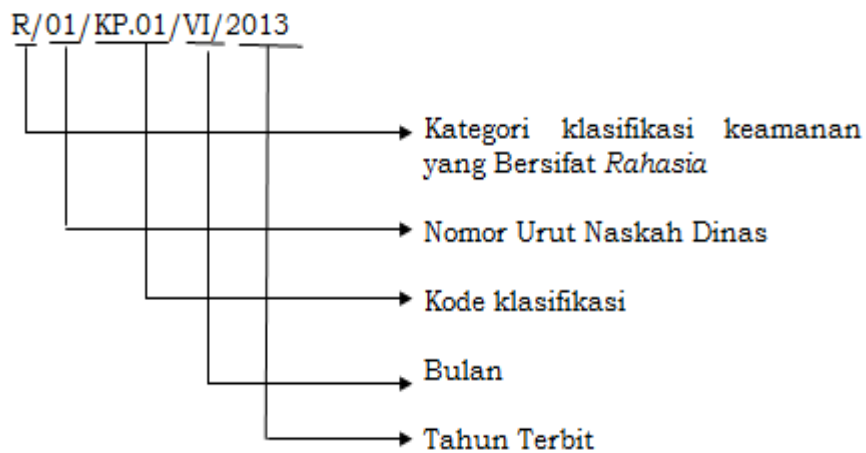 R/01/KP.01/VI/2013
Kategori klasifikasi keamanan
yang Bersifat Rahasia
Nomor Urut Naskah Dinas
Kode klasifikasi
Bulan
Tahun Terbit